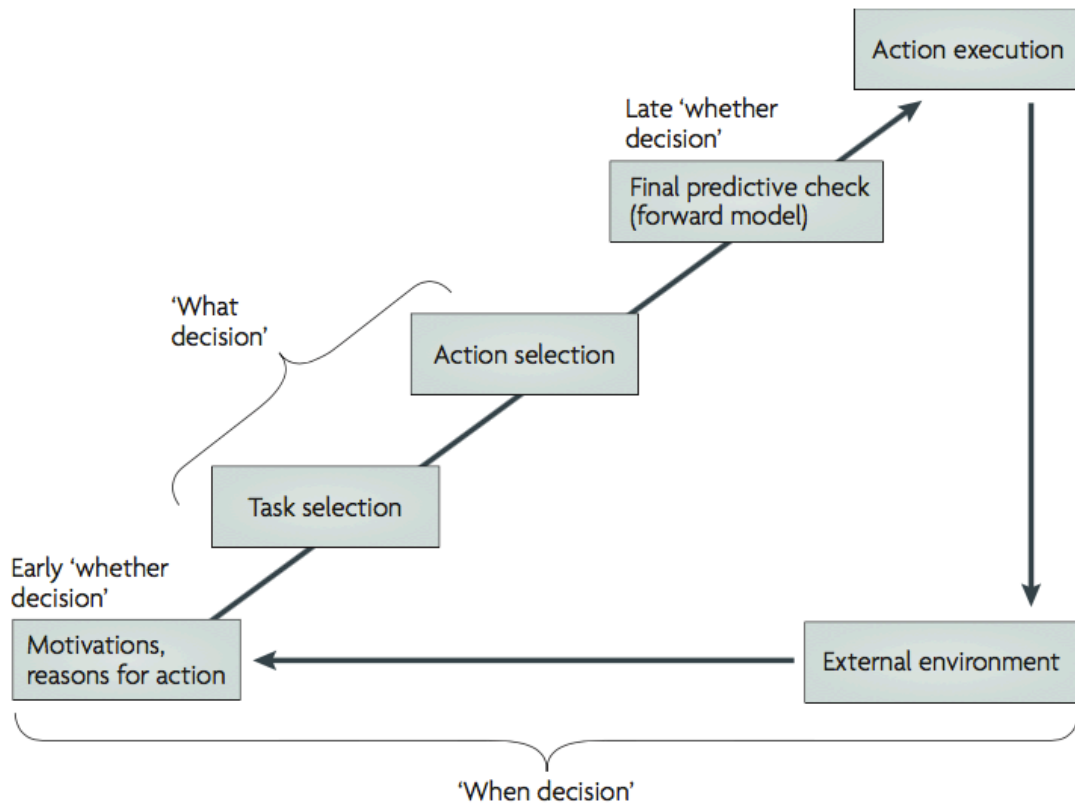 Action execution
Late ‘whether
decision’
Final predictive check
(forward model)
‘What
decision’
Action selection
Task selection
Early ‘whether
decision’
Motivations,
reasons for action
External environment
‘When decision’